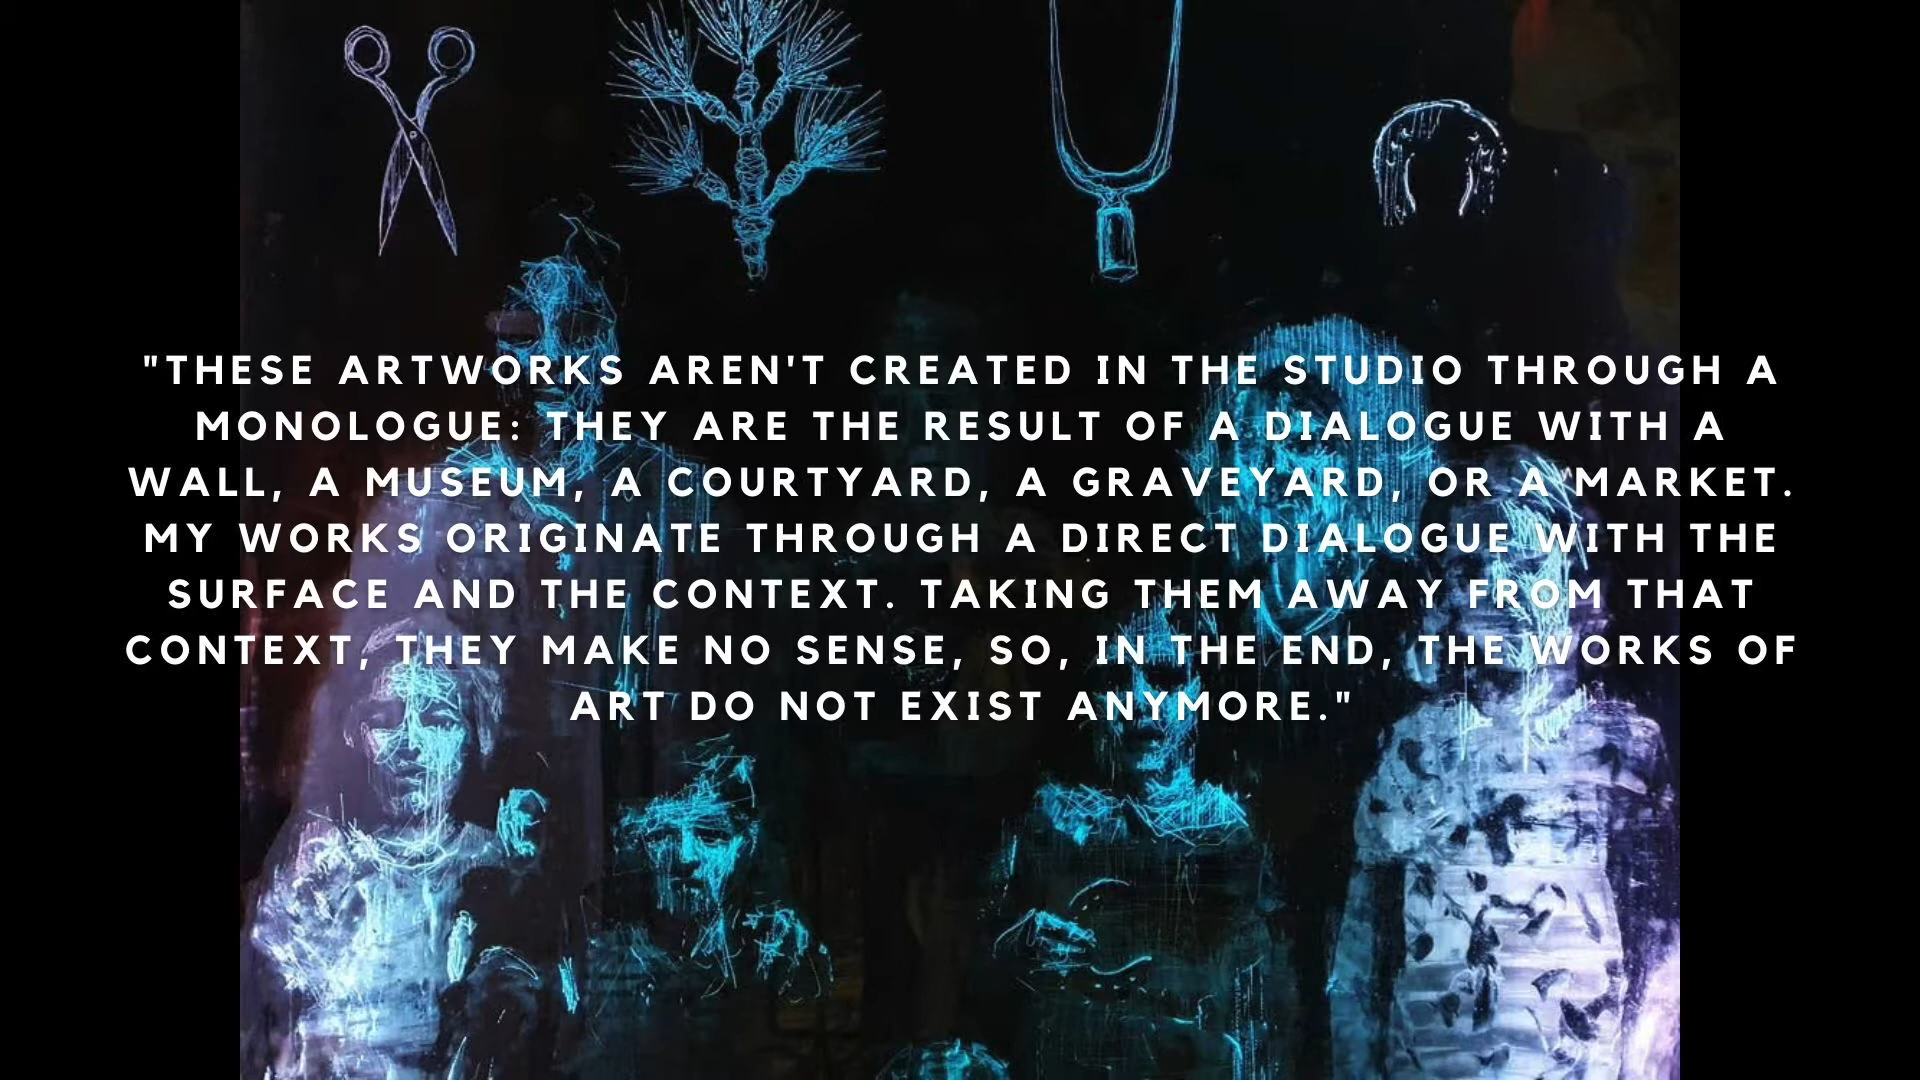 "THESE ARTWORKS AREN'T CREATED IN THE STUDIO THROUGH A
MONOLOGUE: THEY ARE THE RESULT OF A DIALOGUE WITH A
WALL, A MUSEUM, A COURTYARD, A GRAVEYARD, OR A MARKET.
MY WORKS ORIGINATE THROUGH A DIRECT DIALOGUE WITH THE
SURFACE AND THE CONTEXT. TAKING THEM AWAY FROM THAT
CONTEXT, THEY MAKE NO SENSE, SO, IN THE END, THE WORKS OF
ART DO NOT EXIST ANYMORE."